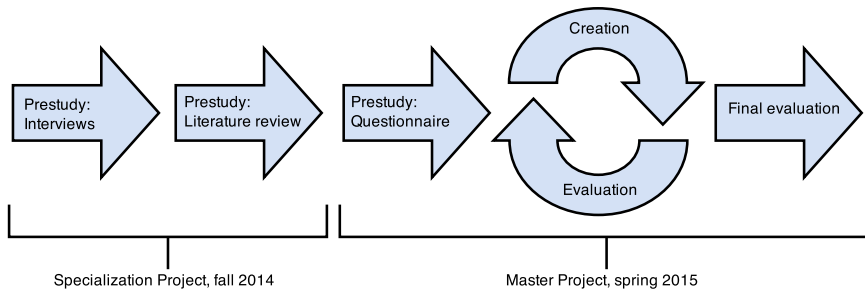 Prestudy:
Interviews
Prestudy:
Literature review
Prestudy:
Questionnaire
Creation
Evaluation
Final evaluation
Specialization Project, fall 2014
Master Project, spring 2015